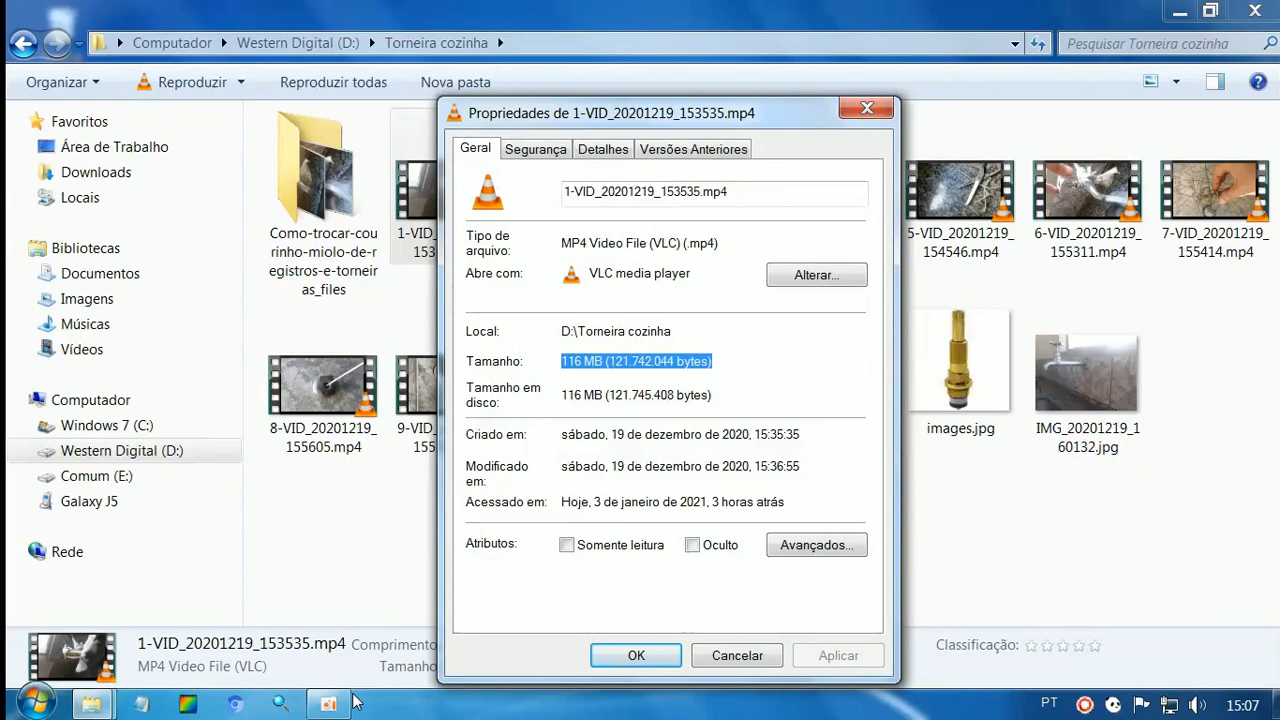 Computador Western Digital (D:) Torneira cozinha
Pesquisar Torneira cozinha
Organizar Reproduzir Reproduzir todas Nova pasta
Favoritos
Área de Trabalho
Downloads
Locais
Bibliotecas
Documentos
Imagens
Músicas
Vídeos
Computador
Windows 7 (C:)
Western Digital (D:)
Comum (E:)
Galaxy J5
Rede
Como-trocar-cou
rinho-miolo-de-r
egistros-e-torneir
as_files
1-VID
153
5-VID_20201219_
154546.mp4
6-VID_20201219_
155311.mp4
7-VID_20201219_
155414.mp4
8-VID_20201219_
155605.mp4
9-VID
images.jpg
IMG_20201219_1
60132.jpg
Propriedades de 1-VID_20201219_153535.mp4
Geral Segurança Detalhes Versões Anteriores
1-VID_20201219_153535.mp4
Tipo de
arquivo: MP4 Video File (VLC) (.mp4)
Abre com: VLC media player Alterar...
Local: D:\Torneira cozinha
Tamanho: 116 MB (121.742.044 bytes)
Tamanho em
disco: 116 MB (121.745.408 bytes)
Criado em: sábado, 19 de dezembro de 2020, 15:35:35
Modificado
em: sábado, 19 de dezembro de 2020, 15:36:55
Acessado em: Hoje, 3 de janeiro de 2021, 3 horas atrás
Atributos: Somente leitura Oculto Avançados...
OK Cancelar Aplicar
1-VID_20201219_153535.mp4 Comprimento
MP4 Video File (VLC) Tamanho
Classificação:
PT 15:07